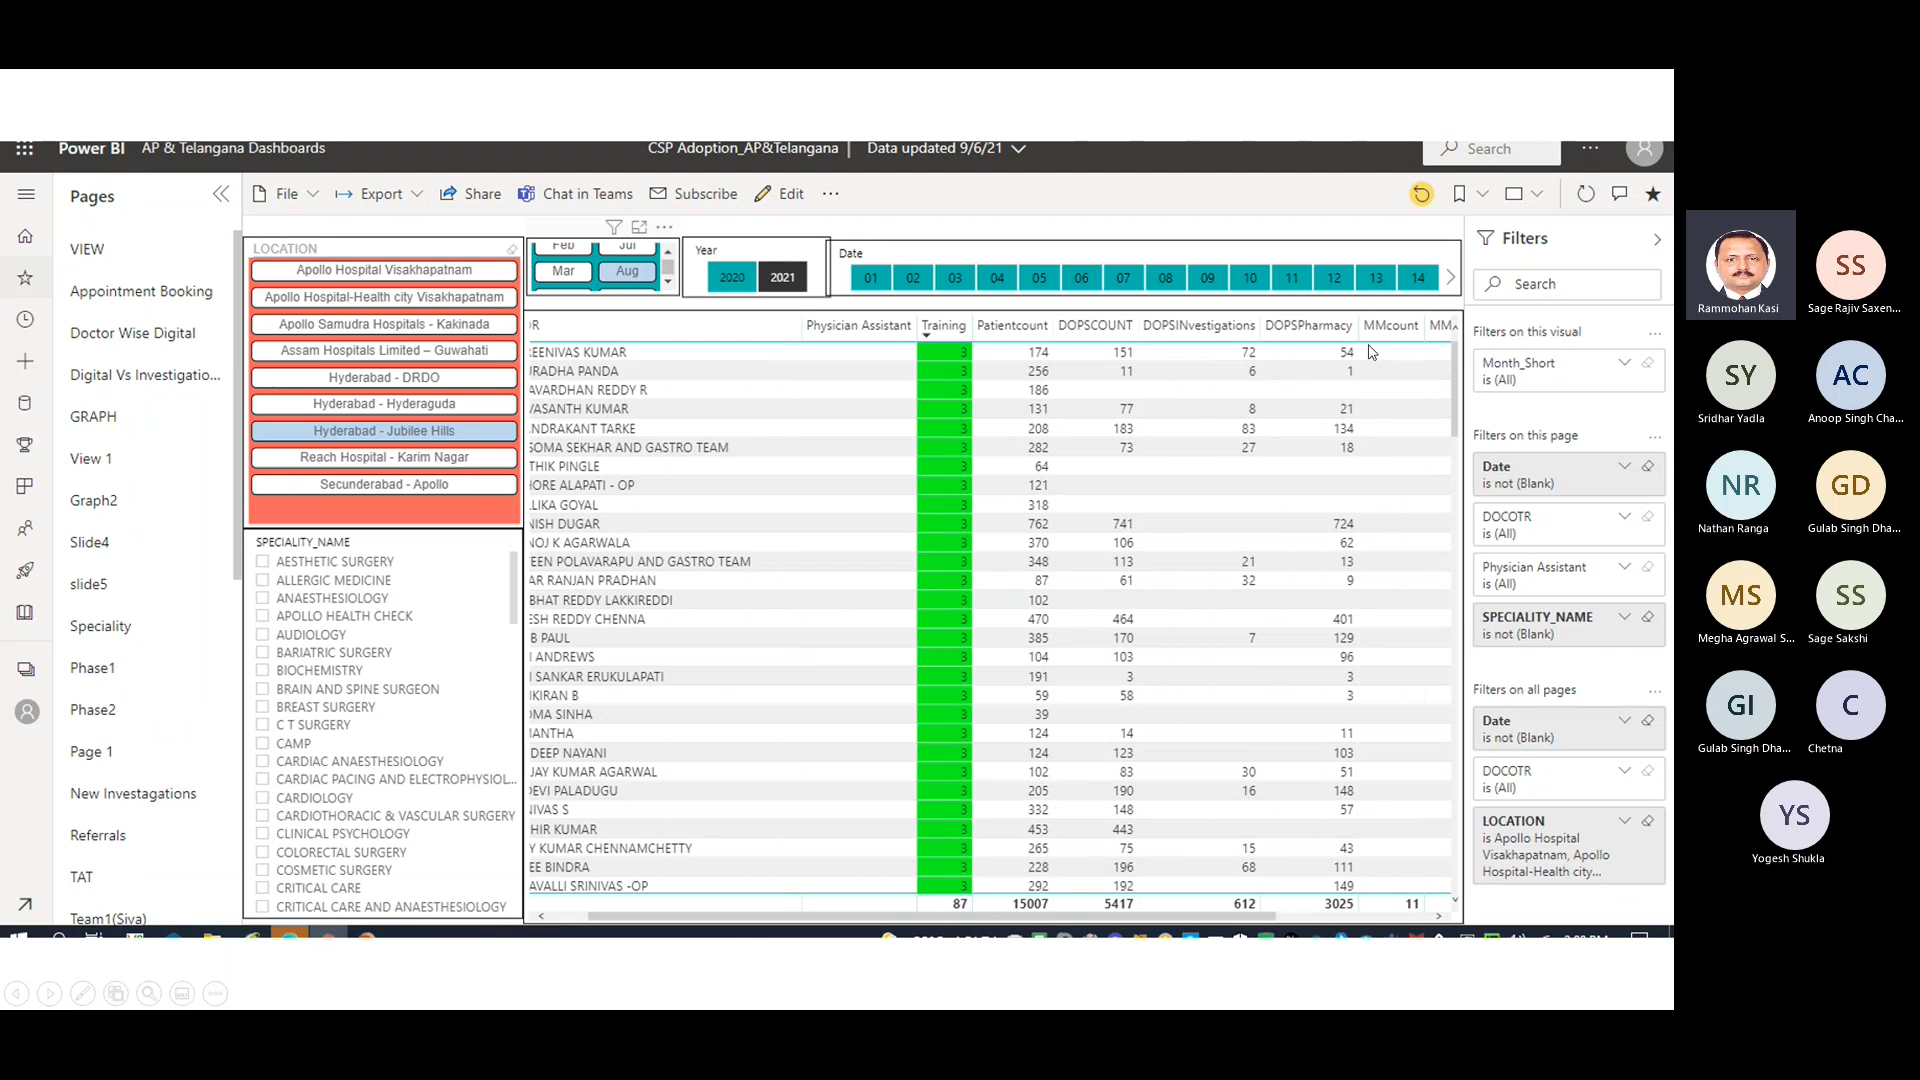 Power BI AP & Telangana Dashboards CSP Adoption_AP&Telangana | Data updated 9/6/21 Search
Pages File Export Share Chat in Teams Subscribe Edit
VIEW
Appointment Booking
Doctor Wise Digital
Digital Vs Investigatio...
GRAPH
View 1
Graph2
Slide4
slide5
Speciality
Phase1
Phase2
Page 1
New Investagations
Referrals
TAT
Team1(Siva)
LOCATION
Apollo Hospital Visakhapatnam
Apollo Hospital-Health city Visakhapatnam
Apollo Samudra Hospitals - Kakinada
Assam Hospitals Limited – Guwahati
Hyderabad - DRDO
Hyderabad - Hyderaguda
Hyderabad - Jubilee Hills
Reach Hospital - Karim Nagar
Secunderabad - Apollo
SPECIALITY_NAME
AESTHETIC SURGERY
ALLERGIC MEDICINE
ANAESTHESIOLOGY
APOLLO HEALTH CHECK
AUDIOLOGY
BARIATRIC SURGERY
BIOCHEMISTRY
BRAIN AND SPINE SURGEON
BREAST SURGERY
C T SURGERY
CAMP
CARDIAC ANAESTHESIOLOGY
CARDIAC PACING AND ELECTROPHYSIOL...
CARDIOLOGY
CARDIOTHORACIC & VASCULAR SURGERY
CLINICAL PSYCHOLOGY
COLORECTAL SURGERY
COSMETIC SURGERY
CRITICAL CARE
CRITICAL CARE AND ANAESTHESIOLOGY
Feb Jul
Mar Aug
Year
2020 2021
Date
01 02 03 04 05 06 07 08 09 10 11 12 13 14
OR Physician Assistant Training Patientcount DOPSCOUNT DOPSINvestigations DOPSPharmacy MMcount MM
REENIVAS KUMAR 3 174 151 72 54
RADHA PANDA 3 256 11 6 1
AVARDHAN REDDY R 3 186
VASANTH KUMAR 3 131 77 8 21
NDRAKANT TARKE 3 208 183 83 134
SOMA SEKHAR AND GASTRO TEAM 3 282 73 27 18
THIK PINGLE 3 64
ORE ALAPATI - OP 3 121
LIKA GOYAL 3 318
NISH DUGAR 3 762 741 724
NOJ K AGARWALA 3 370 106 62
EEN POLAVARAPU AND GASTRO TEAM 3 348 113 21 13
AR RANJAN PRADHAN 3 87 61 32 9
BHAT REDDY LAKKIREDDI 3 102
ESH REDDY CHENNA 3 470 464 401
B PAUL 3 385 170 7 129
I ANDREWS 3 104 103 96
I SANKAR ERUKULAPATI 3 191 3 3
IKIRAN B 3 59 58 3
OMA SINHA 3 39
MANTHA 3 124 14 11
DEEP NAYANI 3 124 123 103
JAY KUMAR AGARWAL 3 102 83 30 51
DEVI PALADUGU 3 205 190 16 148
NIVAS S 3 332 148 57
HIR KUMAR 3 453 443
Y KUMAR CHENNAMCHETTY 3 265 75 15 43
EE BINDRA 3 228 196 68 111
AVALLI SRINIVAS -OP 3 292 192 149
87 15007 5417 612 3025 11
Filters
Search
Filters on this visual ...
Month_Short
is (All)
Filters on this page ...
Date
is not (Blank)
DOCOTR
is (All)
Physician Assistant
is (All)
SPECIALITY_NAME
is not (Blank)
Filters on all pages ...
Date
is not (Blank)
DOCOTR
is (All)
LOCATION
is Apollo Hospital
Visakhapatnam, Apollo
Hospital-Health city...
Rammohan Kasi
SS
Sage Rajiv Saxen...
SY
Sridhar Yadla
AC
Anoop Singh Cha...
NR
Nathan Ranga
GD
Gulab Singh Dha...
MS
Megha Agrawal S...
SS
Sage Sakshi
GI
Gulab Singh Dha...
C
Chetna
YS
Yogesh Shukla